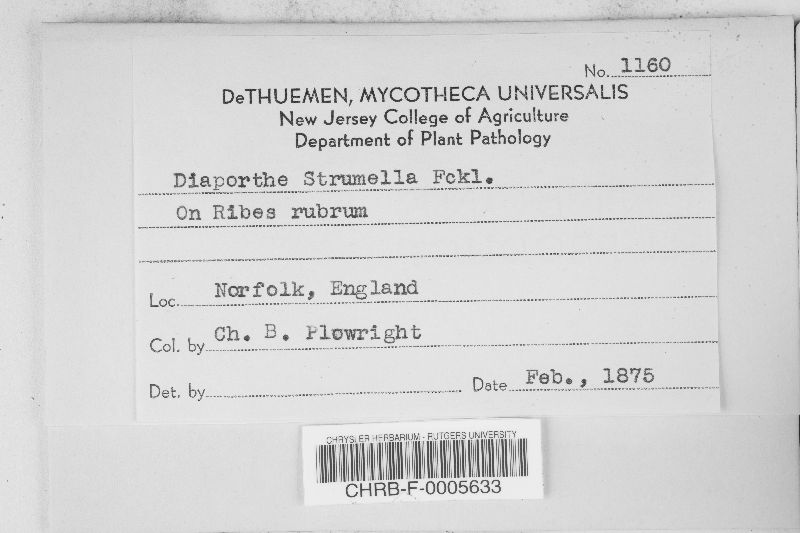 No. 1160
DeTHUEMEN, MYCOTHECA UNIVERSALIS
New Jersey College of Agriculture
Department of Plant Pathology
Diaporthe Strumella Fckl.
On Ribes rubrum
Loc. Norfolk, England
Col. by Ch. B. Plowright
Det. by
Date Feb., 1875
CHRYSLER HERBARIUM - RUTGERS UNIVERSITY
CHRB-F-0005633